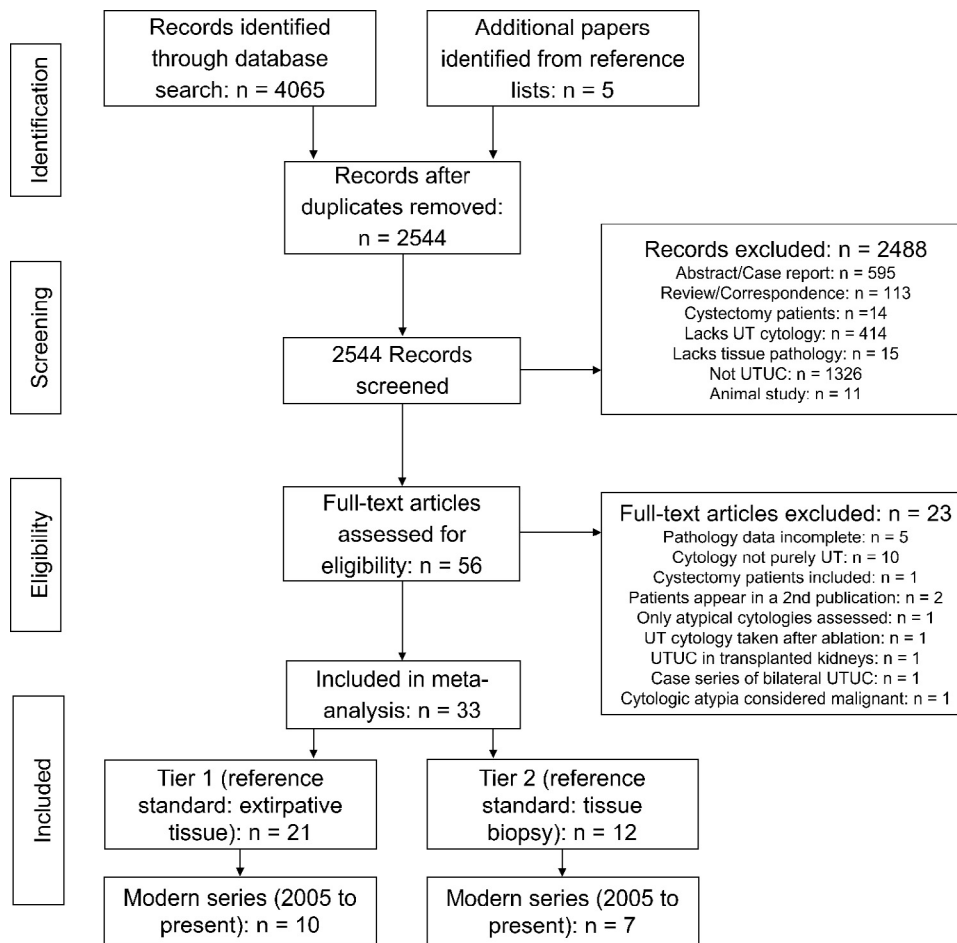 Identification
Records identified
through database
search: n = 4065
Additional papers
identified from reference
lists: n = 5
Records after
duplicates removed:
n = 2544
Screening
2544 Records
screened
Records excluded: n = 2488
Abstract/Case report: n = 595
Review/Correspondence: n = 113
Cystectomy patients: n =14
Lacks UT cytology: n = 414
Lacks tissue pathology: n = 15
Not UTUC: n = 1326
Animal study: n = 11
Eligibility
Full-text articles
assessed for
eligibility: n = 56
Full-text articles excluded: n = 23
Pathology data incomplete: n = 5
Cytology not purely UT: n = 10
Cystectomy patients included: n = 1
Patients appear in a 2nd publication: n = 2
Only atypical cytologies assessed: n = 1
UT cytology taken after ablation: n = 1
UTUC in transplanted kidneys: n = 1
Case series of bilateral UTUC: n = 1
Cytologic atypia considered malignant: n = 1
Included in meta-
analysis: n = 33
Included
Tier 1 (reference
standard: extirpative
tissue): n = 21
Tier 2 (reference
standard: tissue
biopsy): n = 12
Modern series (2005 to
present): n = 10
Modern series (2005 to
present): n = 7